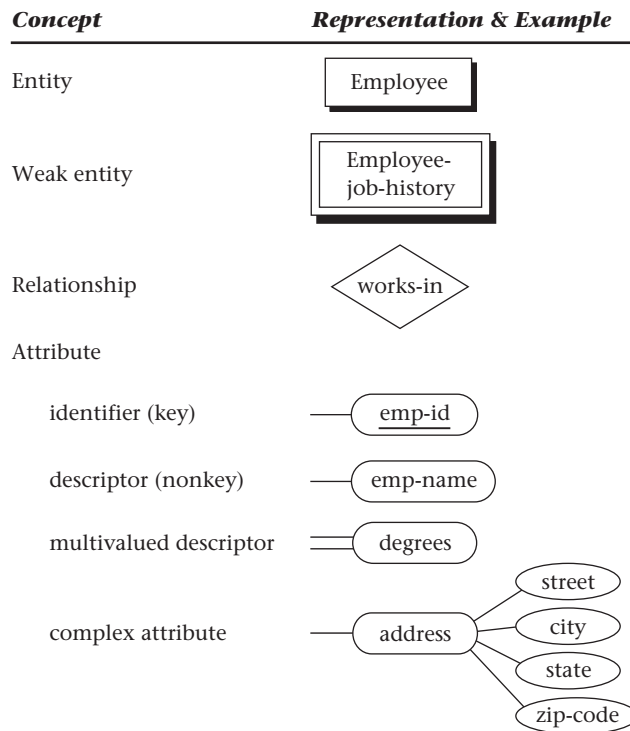 Concept Representation & Example
Entity Employee
Weak entity Employee-
job-history
Relationship works-in
Attribute
identifier (key) emp-id
descriptor (nonkey) emp-name
multivalued descriptor degrees
complex attribute address
street
city
state
zip-code